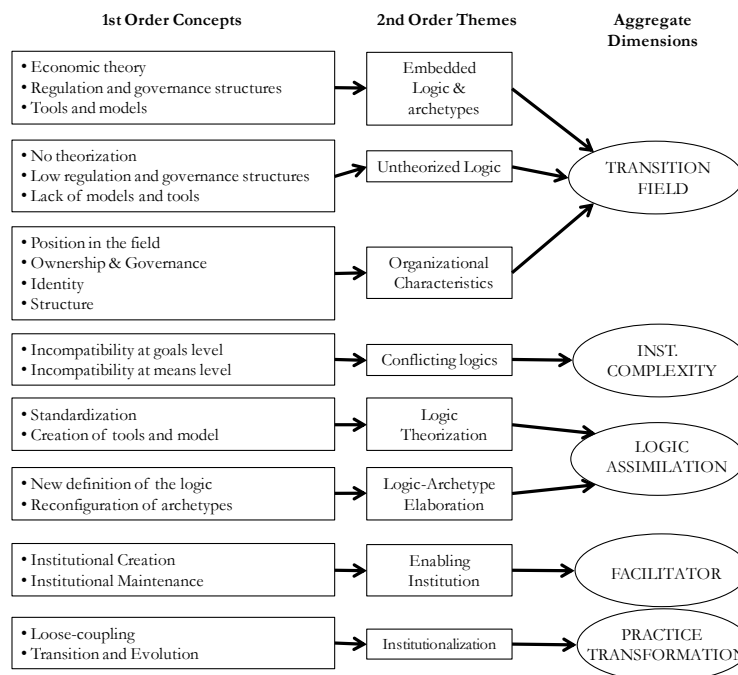 1st Order Concepts
2nd Order Themes
Aggregate
Dimensions
• Economic theory
• Regulation and governance structures
• Tools and models
Embedded
Logic &
archetypes
• No theorization
• Low regulation and governance structures
• Lack of models and tools
Untheorized Logic
TRANSITION
FIELD
• Position in the field
• Ownership & Governance
• Identity
• Structure
Organizational
Characteristics
• Incompatibility at goals level
• Incompatibility at means level
Conflicting logics
INST.
COMPLEXITY
• Standardization
• Creation of tools and model
Logic
Theorization
LOGIC
ASSIMILATION
• New definition of the logic
• Reconfiguration of archetypes
Logic-Archetype
Elaboration
• Institutional Creation
• Institutional Maintenance
Enabling
Institution
FACILITATOR
• Loose-coupling
• Transition and Evolution
Institutionalization
PRACTICE
TRANSFORMATION